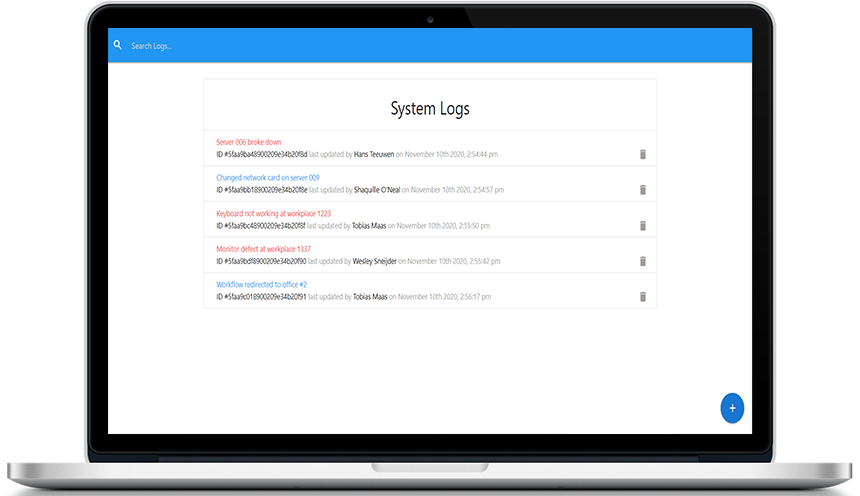 Search Logs...
System Logs
Server 006 broke down
ID #5faa9ba48900209e34b20f8d last updated by Hans Teeuwen on November 10th 2020, 2:54:44 pm
Changed network card on server 009
ID #5faa9bb18900209e34b20f8e last updated by Shaquille O'Neal on November 10th 2020, 2:54:57 pm
Keyboard not working at workplace 1223
ID #5faa9bc48900209e34b20f8f last updated by Tobias Maas on November 10th 2020, 2:55:50 pm
Monitor defect at workplace 1337
ID #5faa9bdf8900209e34b20f90 last updated by Wesley Sneijder on November 10th 2020, 2:55:42 pm
Workflow redirected to office #2
ID #5faa9c018900209e34b20f91 last updated by Tobias Maas on November 10th 2020, 2:56:17 pm
+